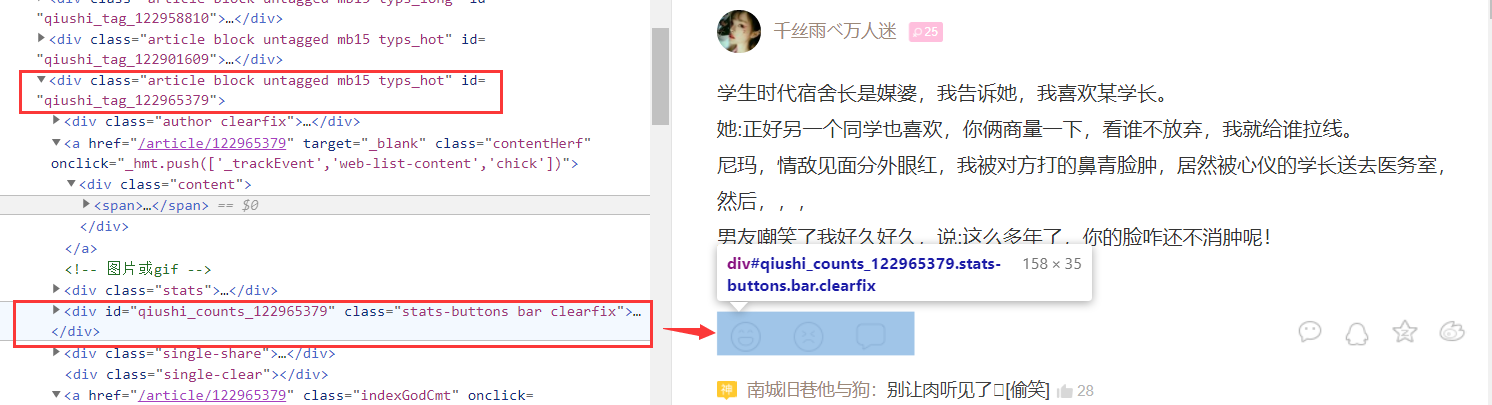 "qiushi_tag_122958810">…</div>
<div class="article block untagged mb15 typs_hot" id=
"qiushi_tag_122901609">…</div>
<div class="article block untagged mb15 typs_hot" id=
"qiushi_tag_122965379">
<div class="author clearfix">…</div>
<a href="/article/122965379" target="_blank" class="contentHerf"
onclick="_hmt.push(['_trackEvent','web-list-content','chick'])">
<div class="content">
<span>…</span> == $0
</div>
</a>
<!-- 图片或gif -->
<div class="stats">…</div>
<div id="qiushi_counts_122965379" class="stats-buttons bar clearfix">…
</div>
<div class="single-share">…</div>
<div class="single-clear"></div>
<a href="/article/122965379" class="indexGodCmt" onclick=
千丝雨べ万人迷 25
学生时代宿舍长是媒婆，我告诉她，我喜欢某学长。
她:正好另一个同学也喜欢，你俩商量一下，看谁不放弃，我就给谁拉线。
尼玛，情敌见面分外眼红，我被对方打的鼻青脸肿，居然被心仪的学长送去医务室，
然后，，，
男友嘲笑了我好久好久，说:这么多年了，你的脸咋还不消肿呢！
div#qiushi_counts_122965379.stats- 158 × 35
buttons.bar.clearfix
神 南城旧巷他与狗： 别让肉听见了[偷笑] 28